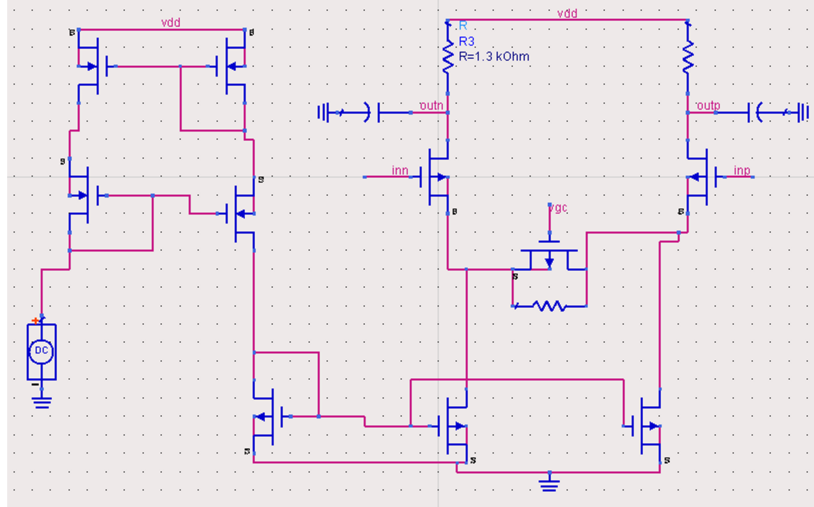 vdd
vdd
R
R3
R=1.3 kOhm
outn
outp
inn
inp
vgc
+
DC